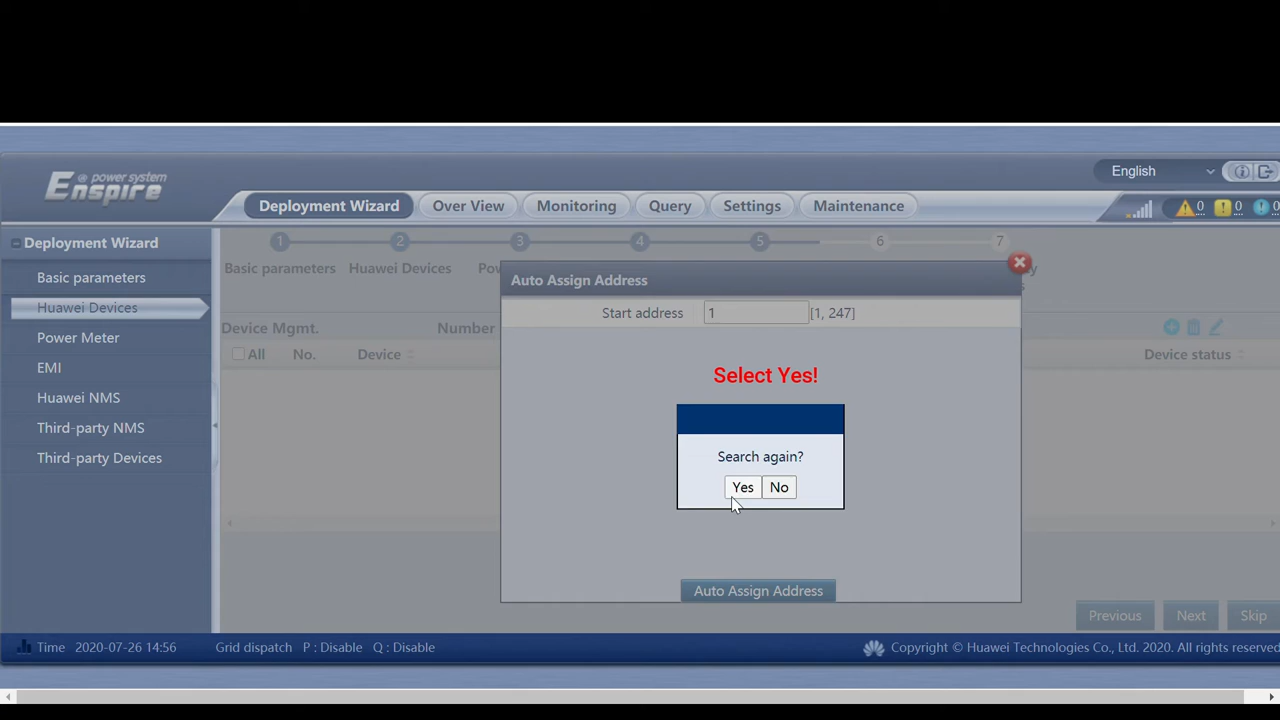 @ power system
Enspire
English
Deployment Wizard
Over View
Monitoring
Query
Settings
Maintenance
0
0
0
Deployment Wizard
Basic parameters
Huawei Devices
Power Meter
EMI
Huawei NMS
Third-party NMS
Third-party Devices
1 2 3 4 5 6 7
Basic parameters
Huawei Devices
Device Mgmt.
Number
All
No.
Device
Device status
Auto Assign Address
Start address
1
[1, 247]
Select Yes!
Search again?
Yes
No
Auto Assign Address
Previous
Next
Skip
Time 2020-07-26 14:56
Grid dispatch P : Disable Q : Disable
Copyright © Huawei Technologies Co., Ltd. 2020. All rights reserved